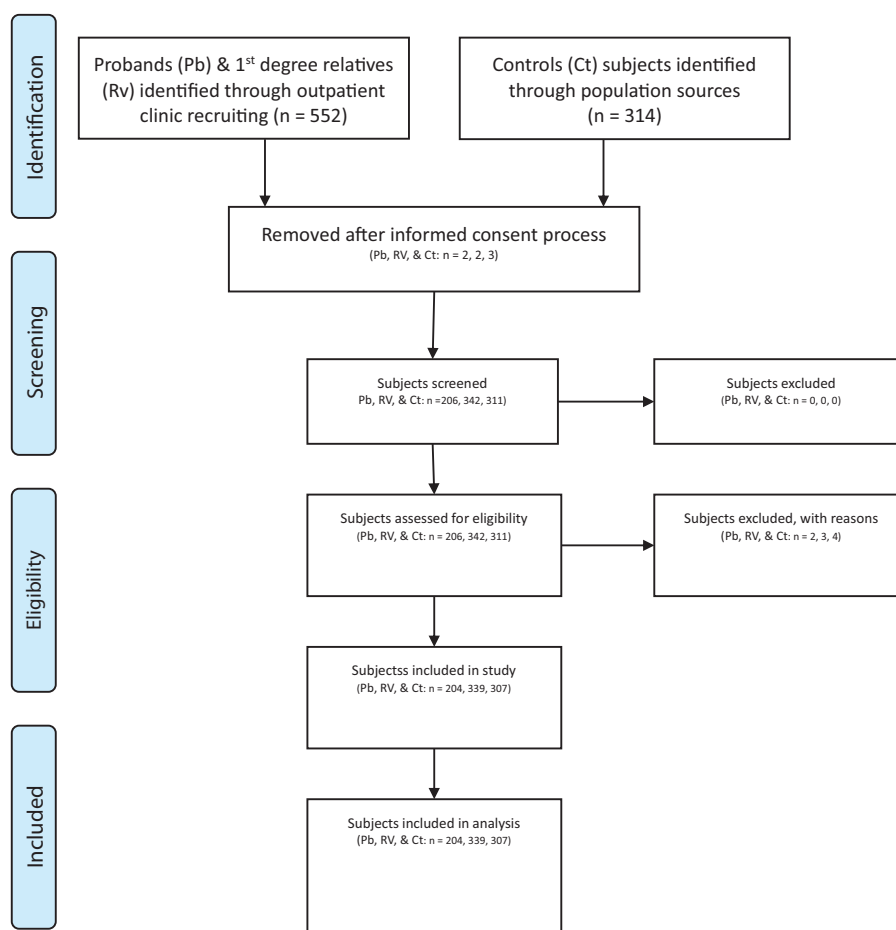 Identification
Probands (Pb) & 1st degree relatives
(Rv) identified through outpatient
clinic recruiting (n = 552)
Controls (Ct) subjects identified
through population sources
(n = 314)
Removed after informed consent process
(Pb, RV, & Ct: n = 2, 2, 3)
Screening
Subjects screened
Pb, RV, & Ct: n =206, 342, 311)
Subjects excluded
(Pb, RV, & Ct: n = 0, 0, 0)
Eligibility
Subjects assessed for eligibility
(Pb, RV, & Ct: n = 206, 342, 311)
Subjects excluded, with reasons
(Pb, RV, & Ct: n = 2, 3, 4)
Subjectss included in study
(Pb, RV, & Ct: n = 204, 339, 307)
Included
Subjects included in analysis
(Pb, RV, & Ct: n = 204, 339, 307)